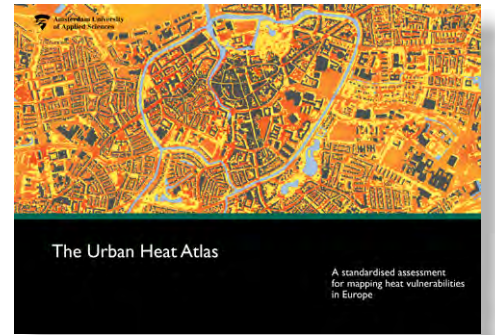 Amsterdam University
of Applied Sciences
The Urban Heat Atlas
A standardised assessment
for mapping heat vulnerabilities
in Europe